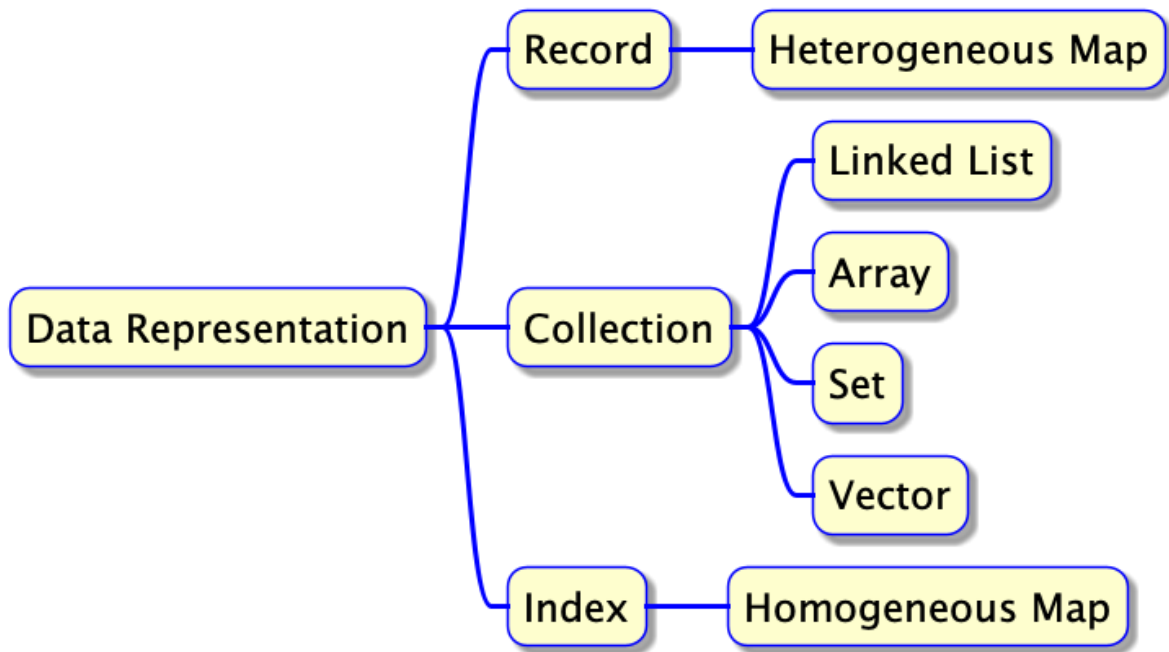 Record
Heterogeneous Map
Linked List
Array
Data Representation
Collection
Set
Vector
Index
Homogeneous Map